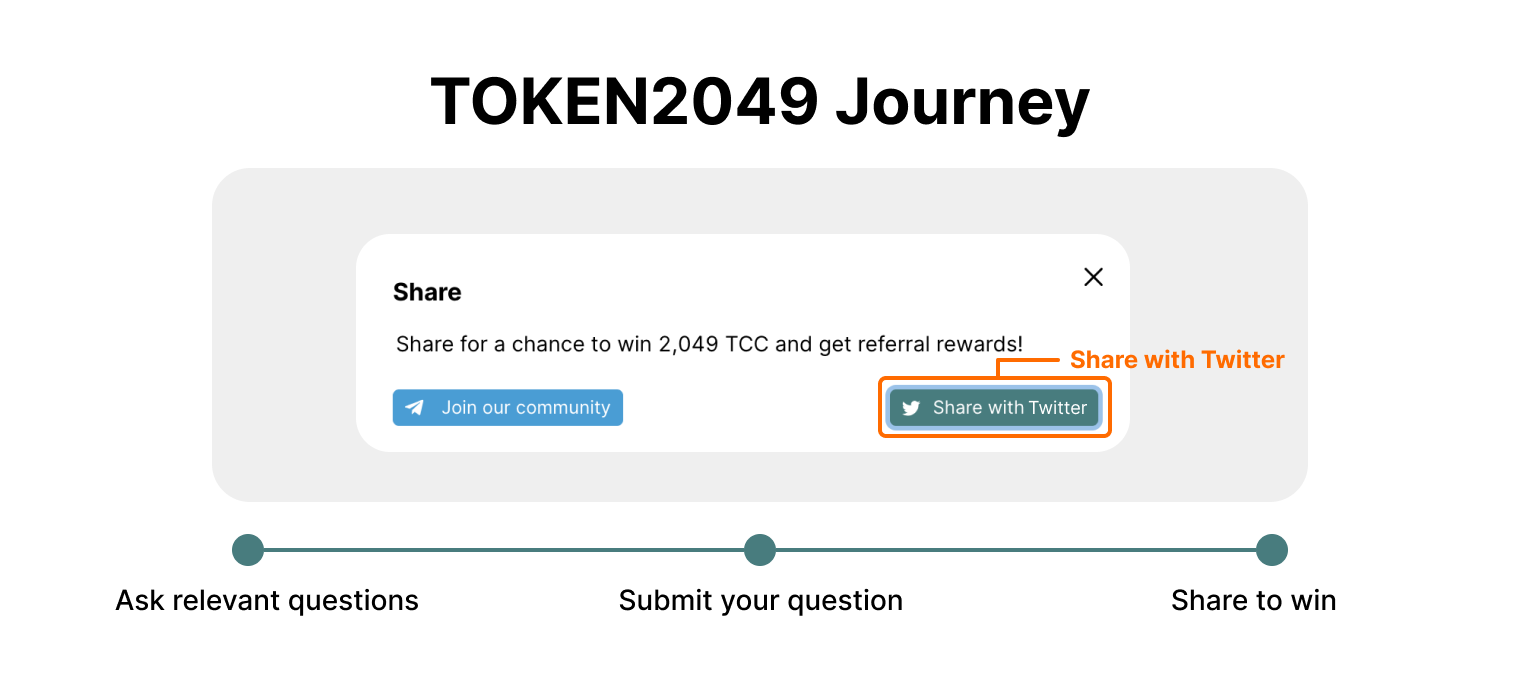 TOKEN2049 Journey
Share
Share for a chance to win 2,049 TCC and get referral rewards!
Share with Twitter
Join our community
Share with Twitter
Ask relevant questions
Submit your question
Share to win